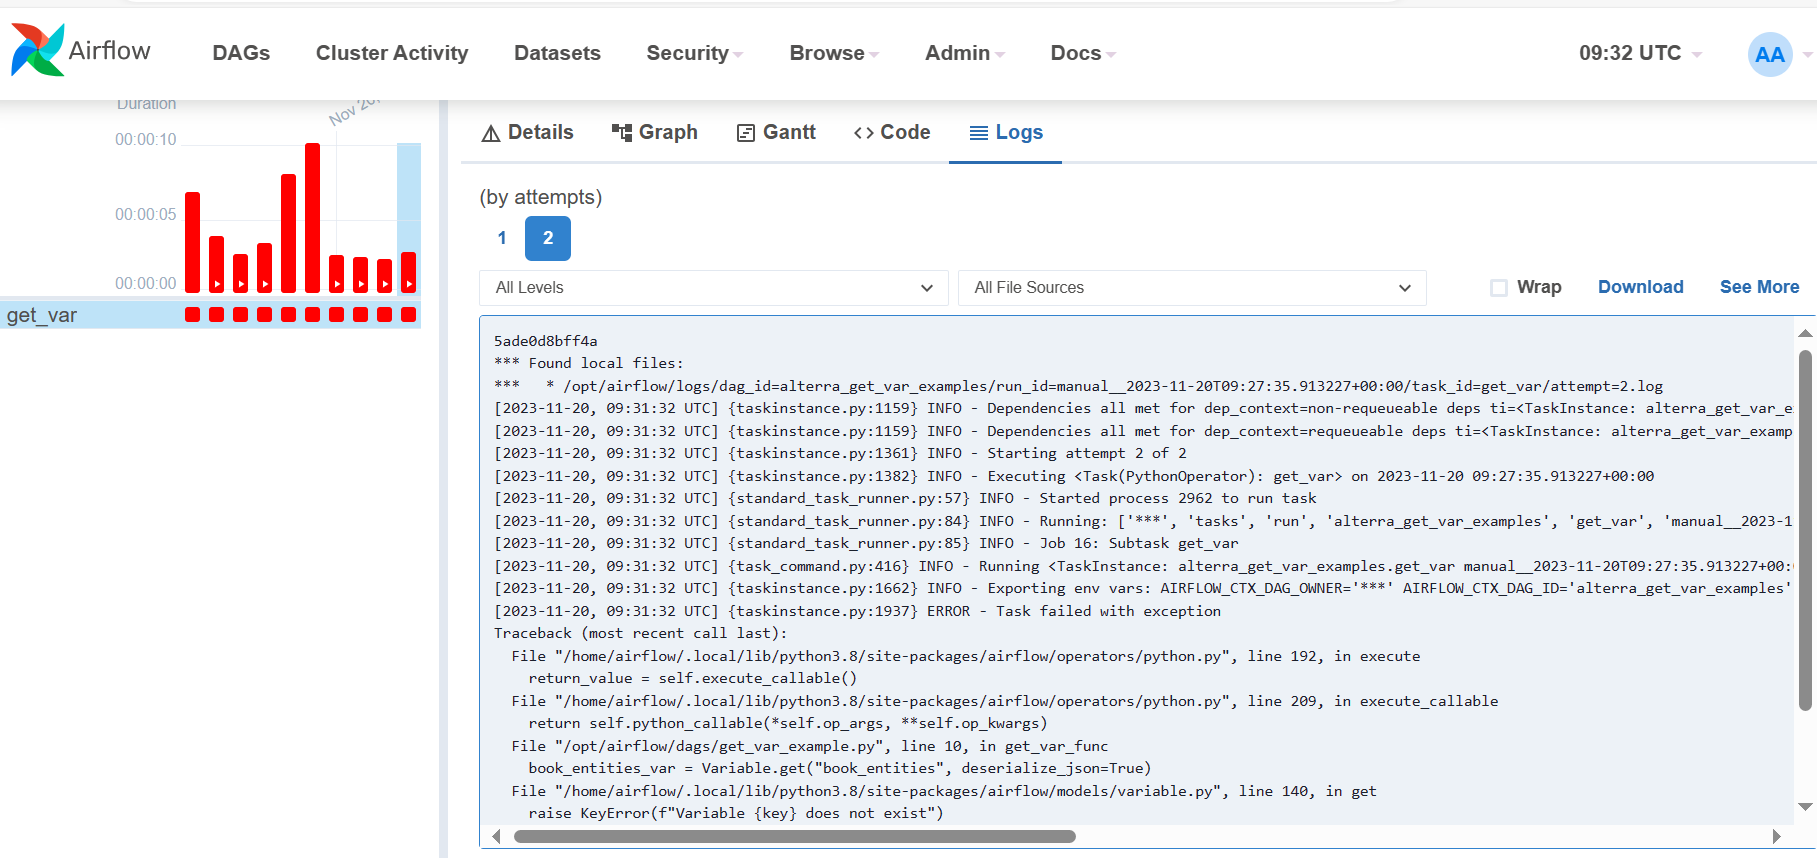 Airflow
DAGs
Cluster Activity
Datasets
Security
Browse
Admin
Docs
09:32 UTC
AA
Duration
Nov 20,
00:00:10
00:00:05
00:00:00
get_var
Details
Graph
Gantt
Code
Logs
(by attempts)
1
2
All Levels
All File Sources
Wrap
Download
See More
5ade0d8bff4a
*** Found local files:
***   * /opt/airflow/logs/dag_id=alterra_get_var_examples/run_id=manual__2023-11-20T09:27:35.913227+00:00/task_id=get_var/attempt=2.log
[2023-11-20, 09:31:32 UTC] {taskinstance.py:1159} INFO - Dependencies all met for dep_context=non-requeueable deps ti=<TaskInstance: alterra_get_var_e
[2023-11-20, 09:31:32 UTC] {taskinstance.py:1159} INFO - Dependencies all met for dep_context=requeueable deps ti=<TaskInstance: alterra_get_var_examp
[2023-11-20, 09:31:32 UTC] {taskinstance.py:1361} INFO - Starting attempt 2 of 2
[2023-11-20, 09:31:32 UTC] {taskinstance.py:1382} INFO - Executing <Task(PythonOperator): get_var> on 2023-11-20 09:27:35.913227+00:00
[2023-11-20, 09:31:32 UTC] {standard_task_runner.py:57} INFO - Started process 2962 to run task
[2023-11-20, 09:31:32 UTC] {standard_task_runner.py:84} INFO - Running: ['***', 'tasks', 'run', 'alterra_get_var_examples', 'get_var', 'manual__2023-1
[2023-11-20, 09:31:32 UTC] {standard_task_runner.py:85} INFO - Job 16: Subtask get_var
[2023-11-20, 09:31:32 UTC] {task_command.py:416} INFO - Running <TaskInstance: alterra_get_var_examples.get_var manual__2023-11-20T09:27:35.913227+00:
[2023-11-20, 09:31:32 UTC] {taskinstance.py:1662} INFO - Exporting env vars: AIRFLOW_CTX_DAG_OWNER='***' AIRFLOW_CTX_DAG_ID='alterra_get_var_examples'
[2023-11-20, 09:31:32 UTC] {taskinstance.py:1937} ERROR - Task failed with exception
Traceback (most recent call last):
  File "/home/airflow/.local/lib/python3.8/site-packages/airflow/operators/python.py", line 192, in execute
    return_value = self.execute_callable()
  File "/home/airflow/.local/lib/python3.8/site-packages/airflow/operators/python.py", line 209, in execute_callable
    return self.python_callable(*self.op_args, **self.op_kwargs)
  File "/opt/airflow/dags/get_var_example.py", line 10, in get_var_func
    book_entities_var = Variable.get("book_entities", deserialize_json=True)
  File "/home/airflow/.local/lib/python3.8/site-packages/airflow/models/variable.py", line 140, in get
    raise KeyError(f"Variable {key} does not exist")